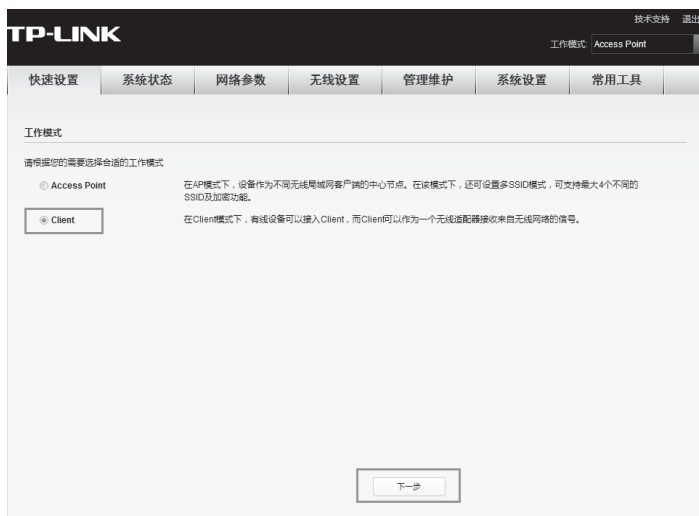 技术支持 退出
TP-LINK
工作模式: Access Point
快速设置 系统状态 网络参数 无线设置 管理维护 系统设置 常用工具
工作模式
请根据您的需要选择合适的工作模式
Access Point 在AP模式下，设备作为不同无线局域网客户端的中心节点。在该模式下，还可设置多SSID模式，可支持最大4个不同的
SSID及加密功能。
Client 在Client模式下，有线设备可以接入Client，而Client可以作为一个无线适配器接收来自无线网络的信号。
下一步